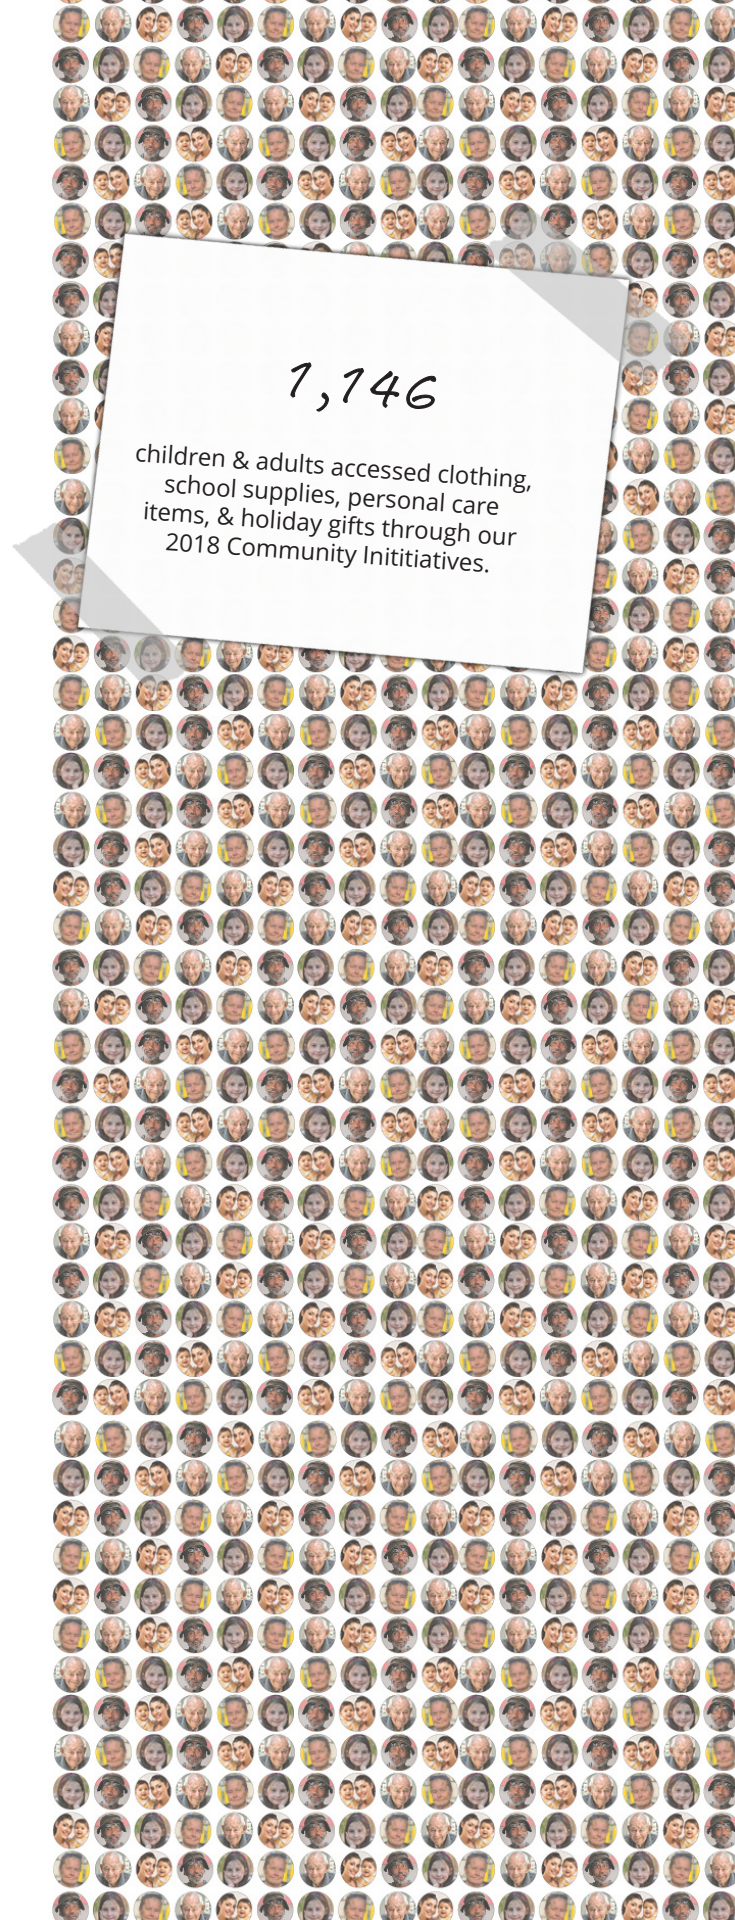 1,146
children & adults accessed clothing,
school supplies, personal care
items, & holiday gifts through our
2018 Community Inititiatives.